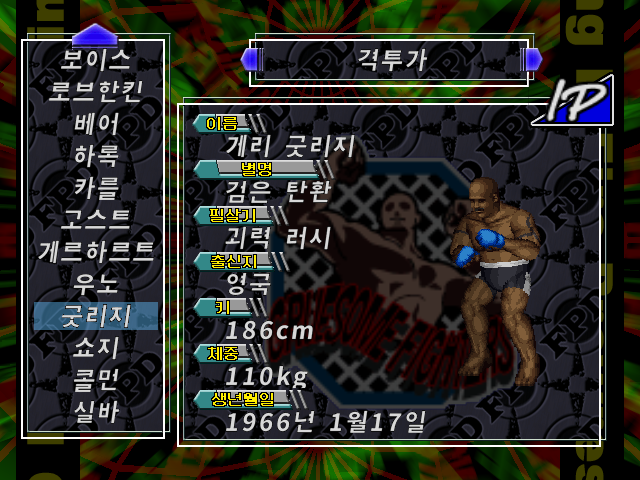 격투가
1P
보이스
로브한킨
베어
하록
카를
고스트
게르하르트
우노
굿리지
쇼지
콜먼
실바
이름
게리 굿리지
별명
검은 탄환
필살기
괴력 러시
출신지
영국
키
186cm
체중
110kg
생년월일
1966년 1월17일
GRUESOME FIGHTERS